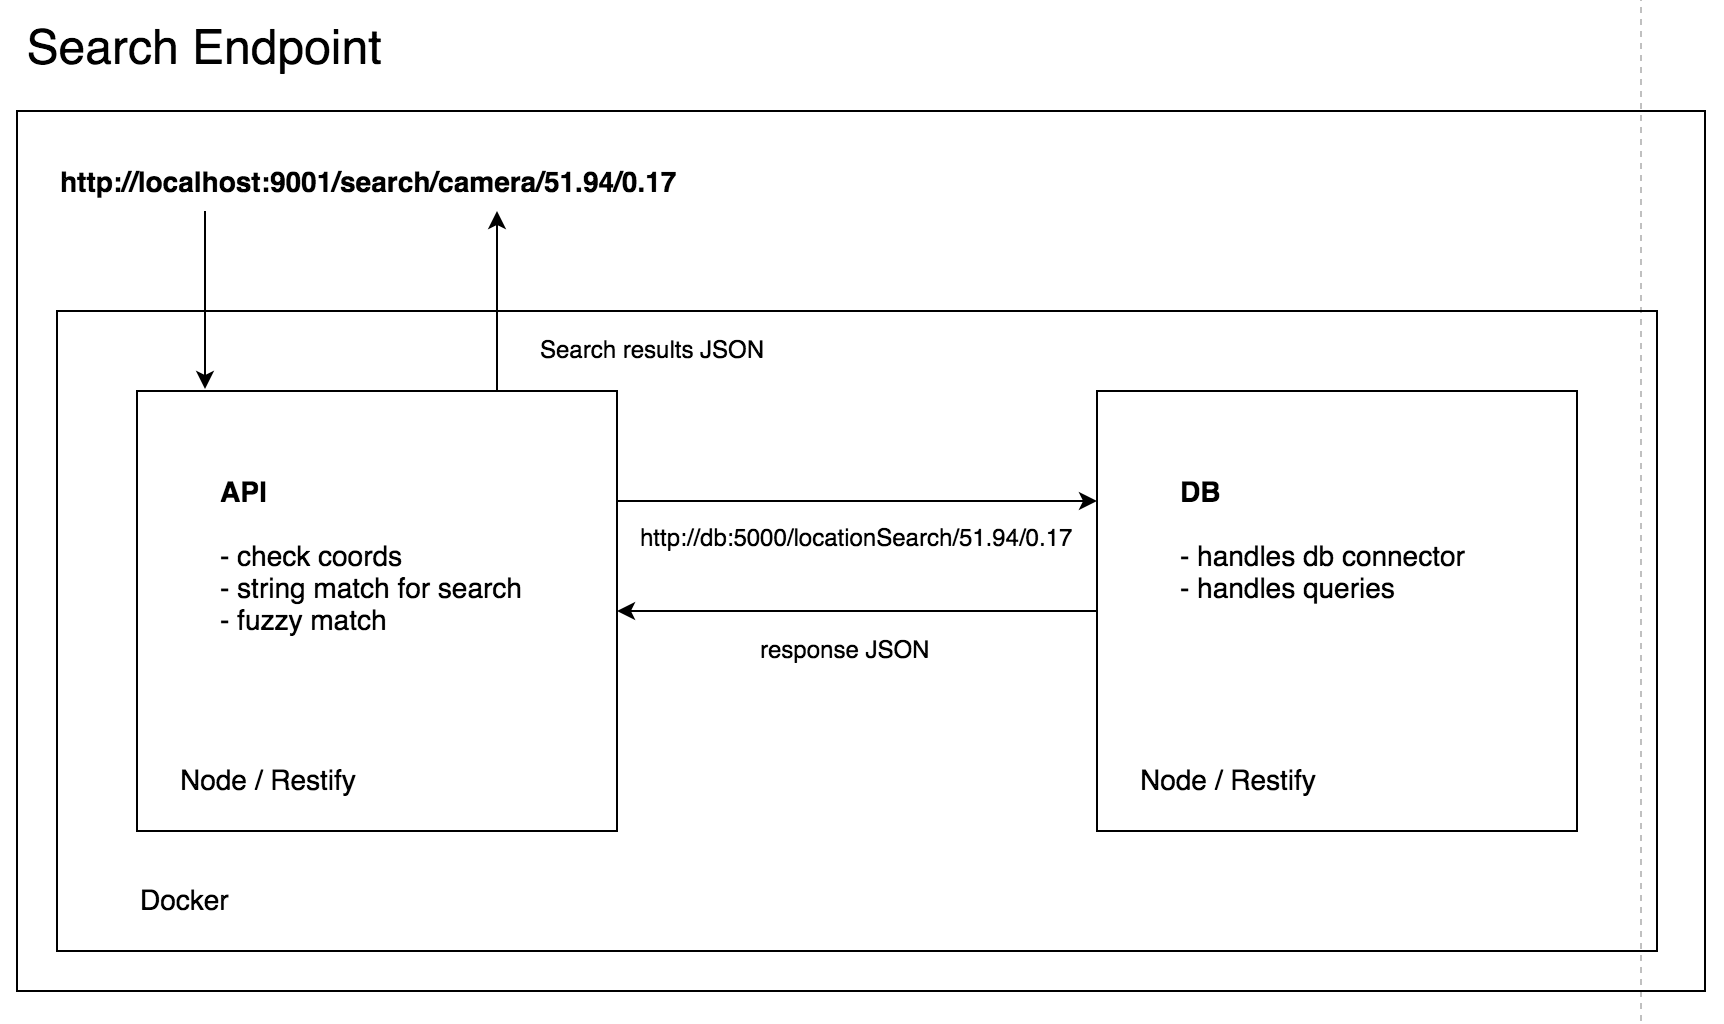 Search Endpoint
http://localhost:9001/search/camera/51.94/0.17
Search results JSON
API
- check coords
- string match for search
- fuzzy match
Node / Restify
http://db:5000/locationSearch/51.94/0.17
response JSON
DB
- handles db connector
- handles queries
Node / Restify
Docker